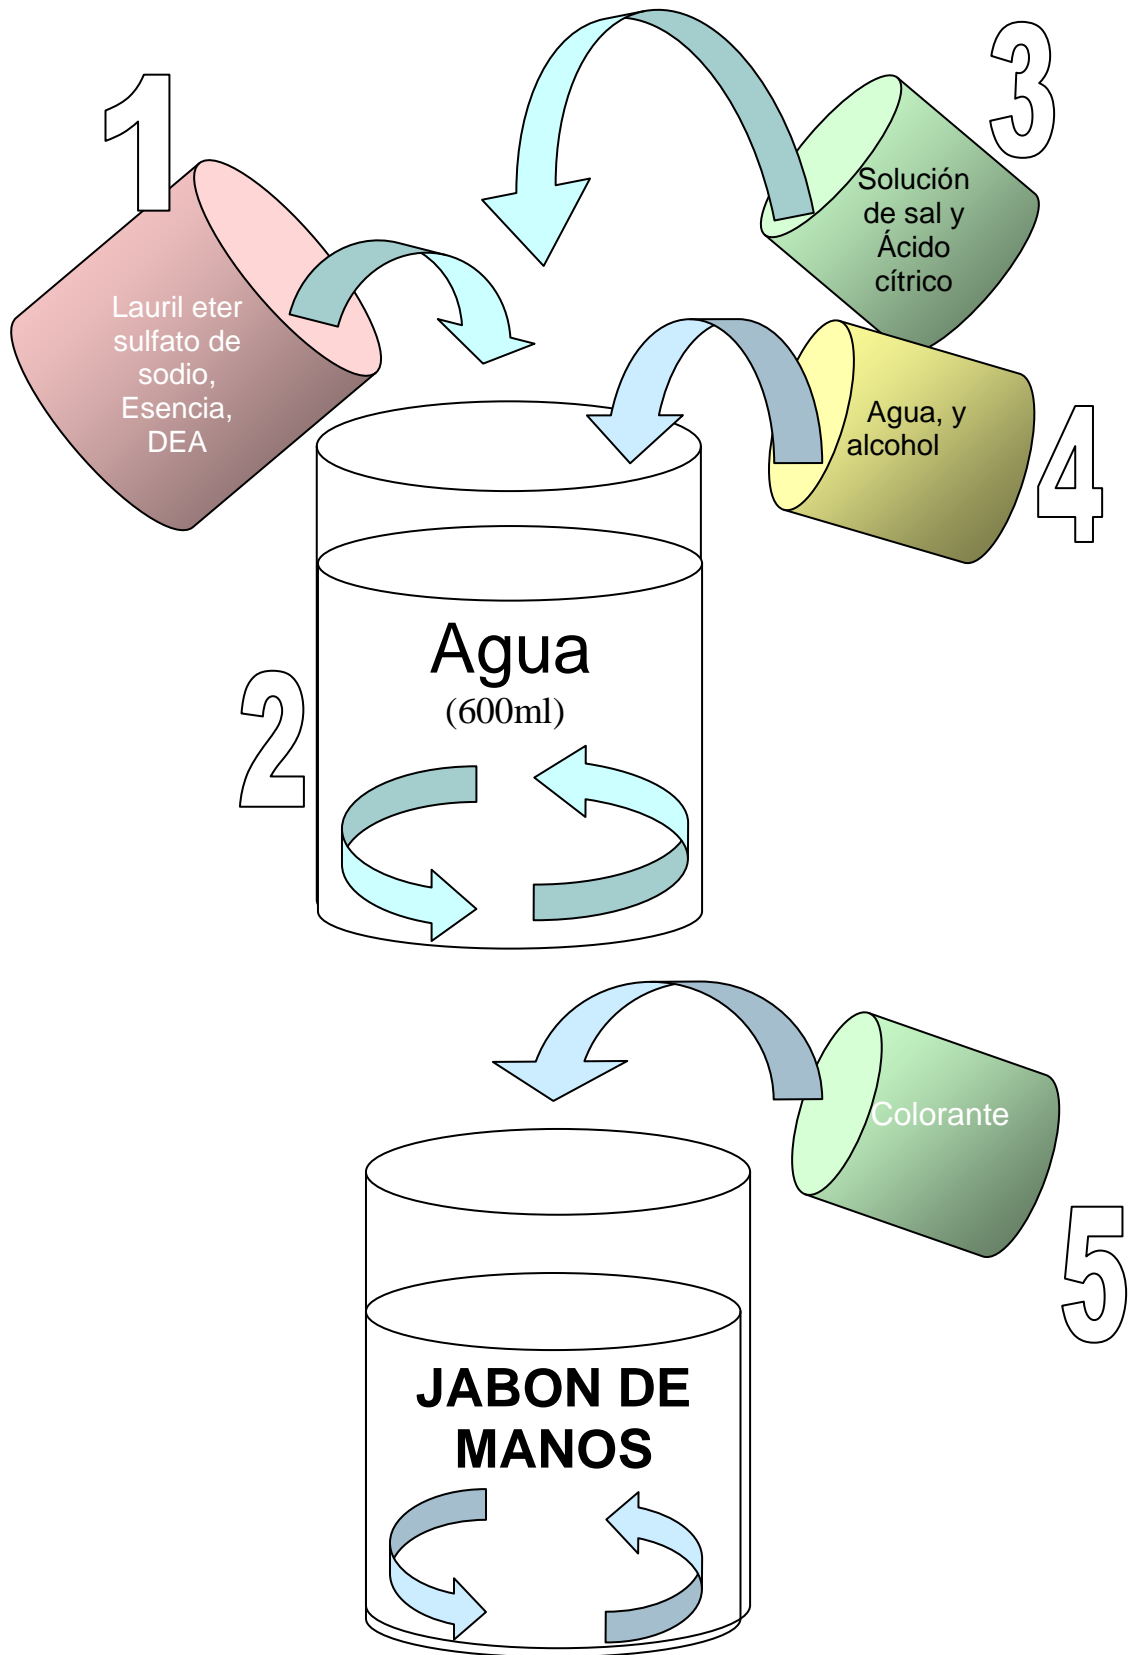 1
Lauril eter
sulfato de
sodio,
Esencia,
DEA
3
Solución
de sal y
Ácido
cítrico
4
Agua, y
alcohol
2
Agua
(600ml)
5
Colorante
JABON DE
MANOS